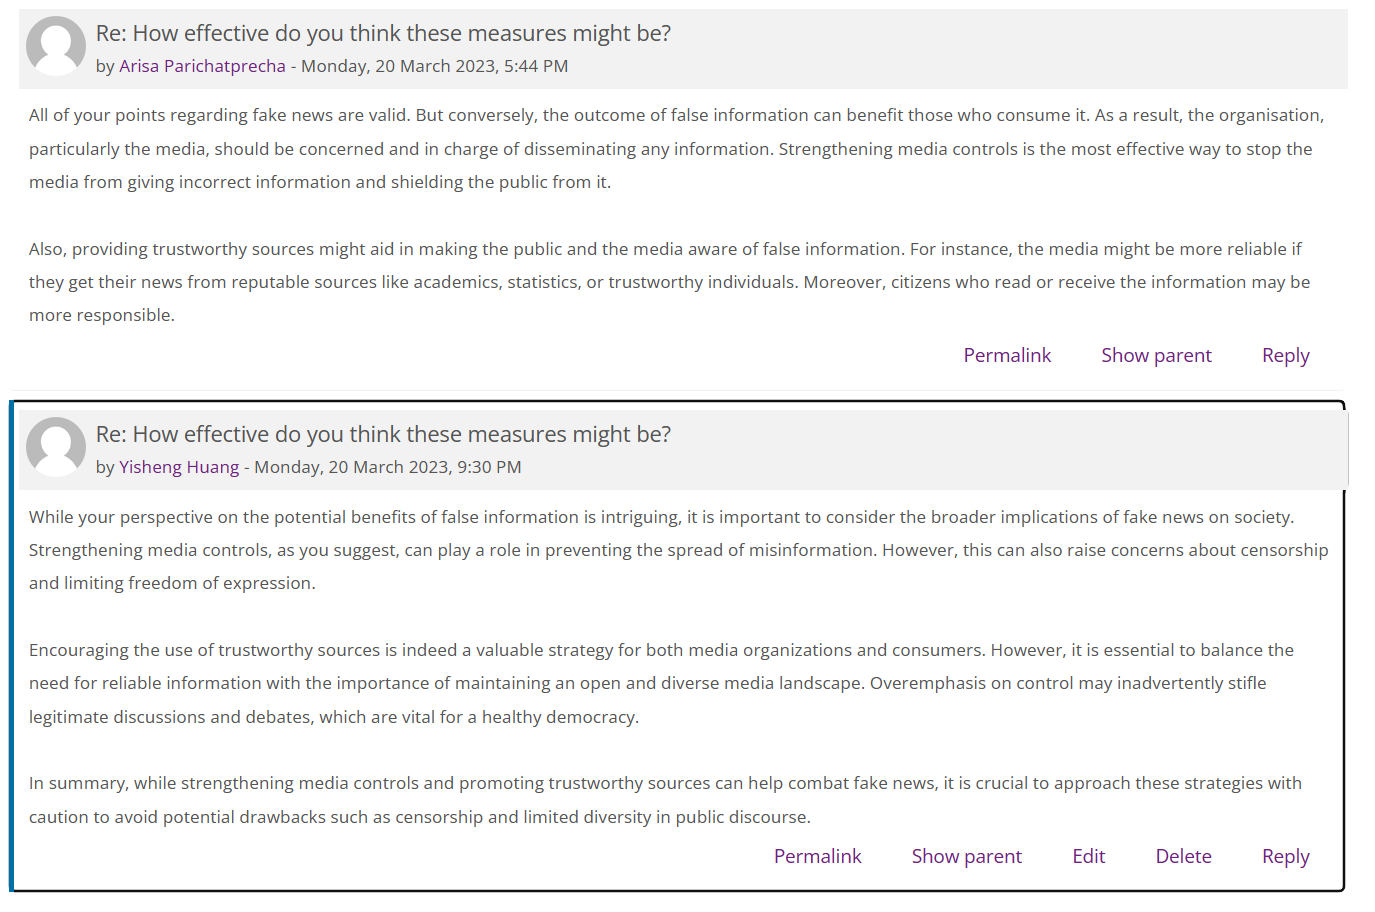 Re: How effective do you think these measures might be?
by Arisa Parichatprecha - Monday, 20 March 2023, 5:44 PM
All of your points regarding fake news are valid. But conversely, the outcome of false information can benefit those who consume it. As a result, the organisation,
particularly the media, should be concerned and in charge of disseminating any information. Strengthening media controls is the most effective way to stop the
media from giving incorrect information and shielding the public from it.
Also, providing trustworthy sources might aid in making the public and the media aware of false information. For instance, the media might be more reliable if
they get their news from reputable sources like academics, statistics, or trustworthy individuals. Moreover, citizens who read or receive the information may be
more responsible.
Permalink Show parent Reply
Re: How effective do you think these measures might be?
by Yisheng Huang - Monday, 20 March 2023, 9:30 PM
While your perspective on the potential benefits of false information is intriguing, it is important to consider the broader implications of fake news on society.
Strengthening media controls, as you suggest, can play a role in preventing the spread of misinformation. However, this can also raise concerns about censorship
and limiting freedom of expression.
Encouraging the use of trustworthy sources is indeed a valuable strategy for both media organizations and consumers. However, it is essential to balance the
need for reliable information with the importance of maintaining an open and diverse media landscape. Overemphasis on control may inadvertently stifle
legitimate discussions and debates, which are vital for a healthy democracy.
In summary, while strengthening media controls and promoting trustworthy sources can help combat fake news, it is crucial to approach these strategies with
caution to avoid potential drawbacks such as censorship and limited diversity in public discourse.
Permalink Show parent Edit Delete Reply